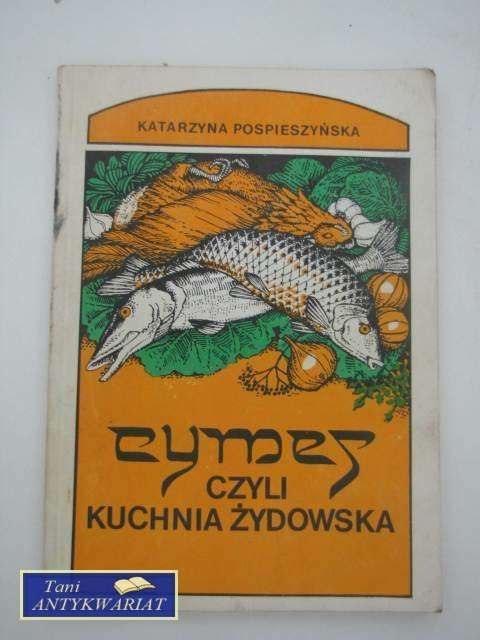 KATARZYNA POSPIESZYŃSKA
cymes
CZYLI
KUCHNIA ŻYDOWSKA
Tani
ANTYKWARIAT